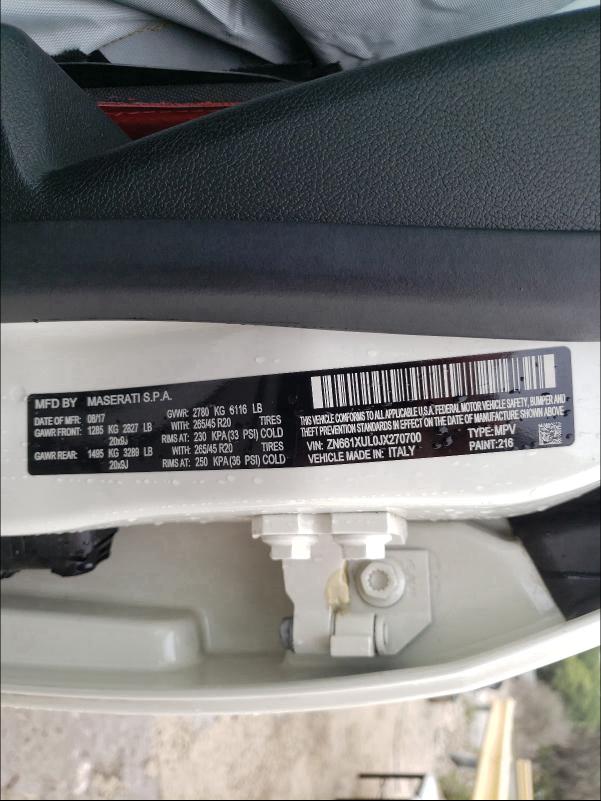 MFD BY MASERATI S.P.A.
DATE OF MFR: 08/17 GVWR: 2780 KG 6116 LB
GAWR FRONT: 1285 KG 2827 LB WITH: 265/45 R20 TIRES
20x9J RIMS AT: 230 KPA (33 PSI) COLD
GAWR REAR: 1495 KG 3289 LB WITH: 265/45 R20 TIRES
20x9J RIMS AT: 250 KPA (36 PSI) COLD
THIS VEHICLE CONFORMS TO ALL APPLICABLE U.S.A. FEDERAL MOTOR VEHICLE SAFETY, BUMPER AND
THEFT PREVENTION STANDARDS IN EFFECT ON THE DATE OF MANUFACTURE SHOWN ABOVE
VIN: ZN661XUL0JX270700 TYPE: MPV
VEHICLE MADE IN: ITALY PAINT: 216